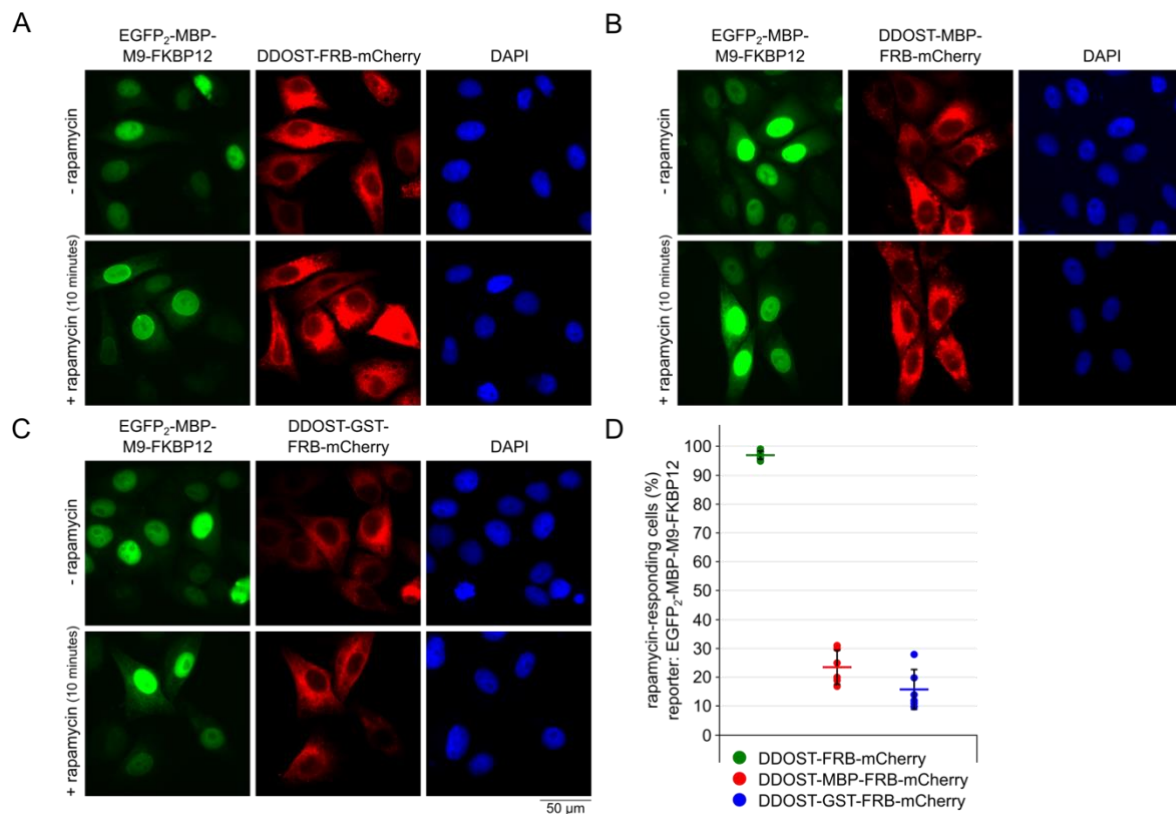 A
EGFP₂-MBP-
M9-FKBP12
DDOST-FRB-mCherry
DAPI
- rapamycin
+ rapamycin (10 minutes)
B
EGFP₂-MBP-
M9-FKBP12
DDOST-MBP-
FRB-mCherry
DAPI
- rapamycin
+ rapamycin (10 minutes)
C
EGFP₂-MBP-
M9-FKBP12
DDOST-GST-
FRB-mCherry
DAPI
- rapamycin
+ rapamycin (10 minutes)
50 µm
D
rapamycin-responding cells (%)
reporter: EGFP₂-MBP-M9-FKBP12
100
90
80
70
60
50
40
30
20
10
0
DDOST-FRB-mCherry
DDOST-MBP-FRB-mCherry
DDOST-GST-FRB-mCherry